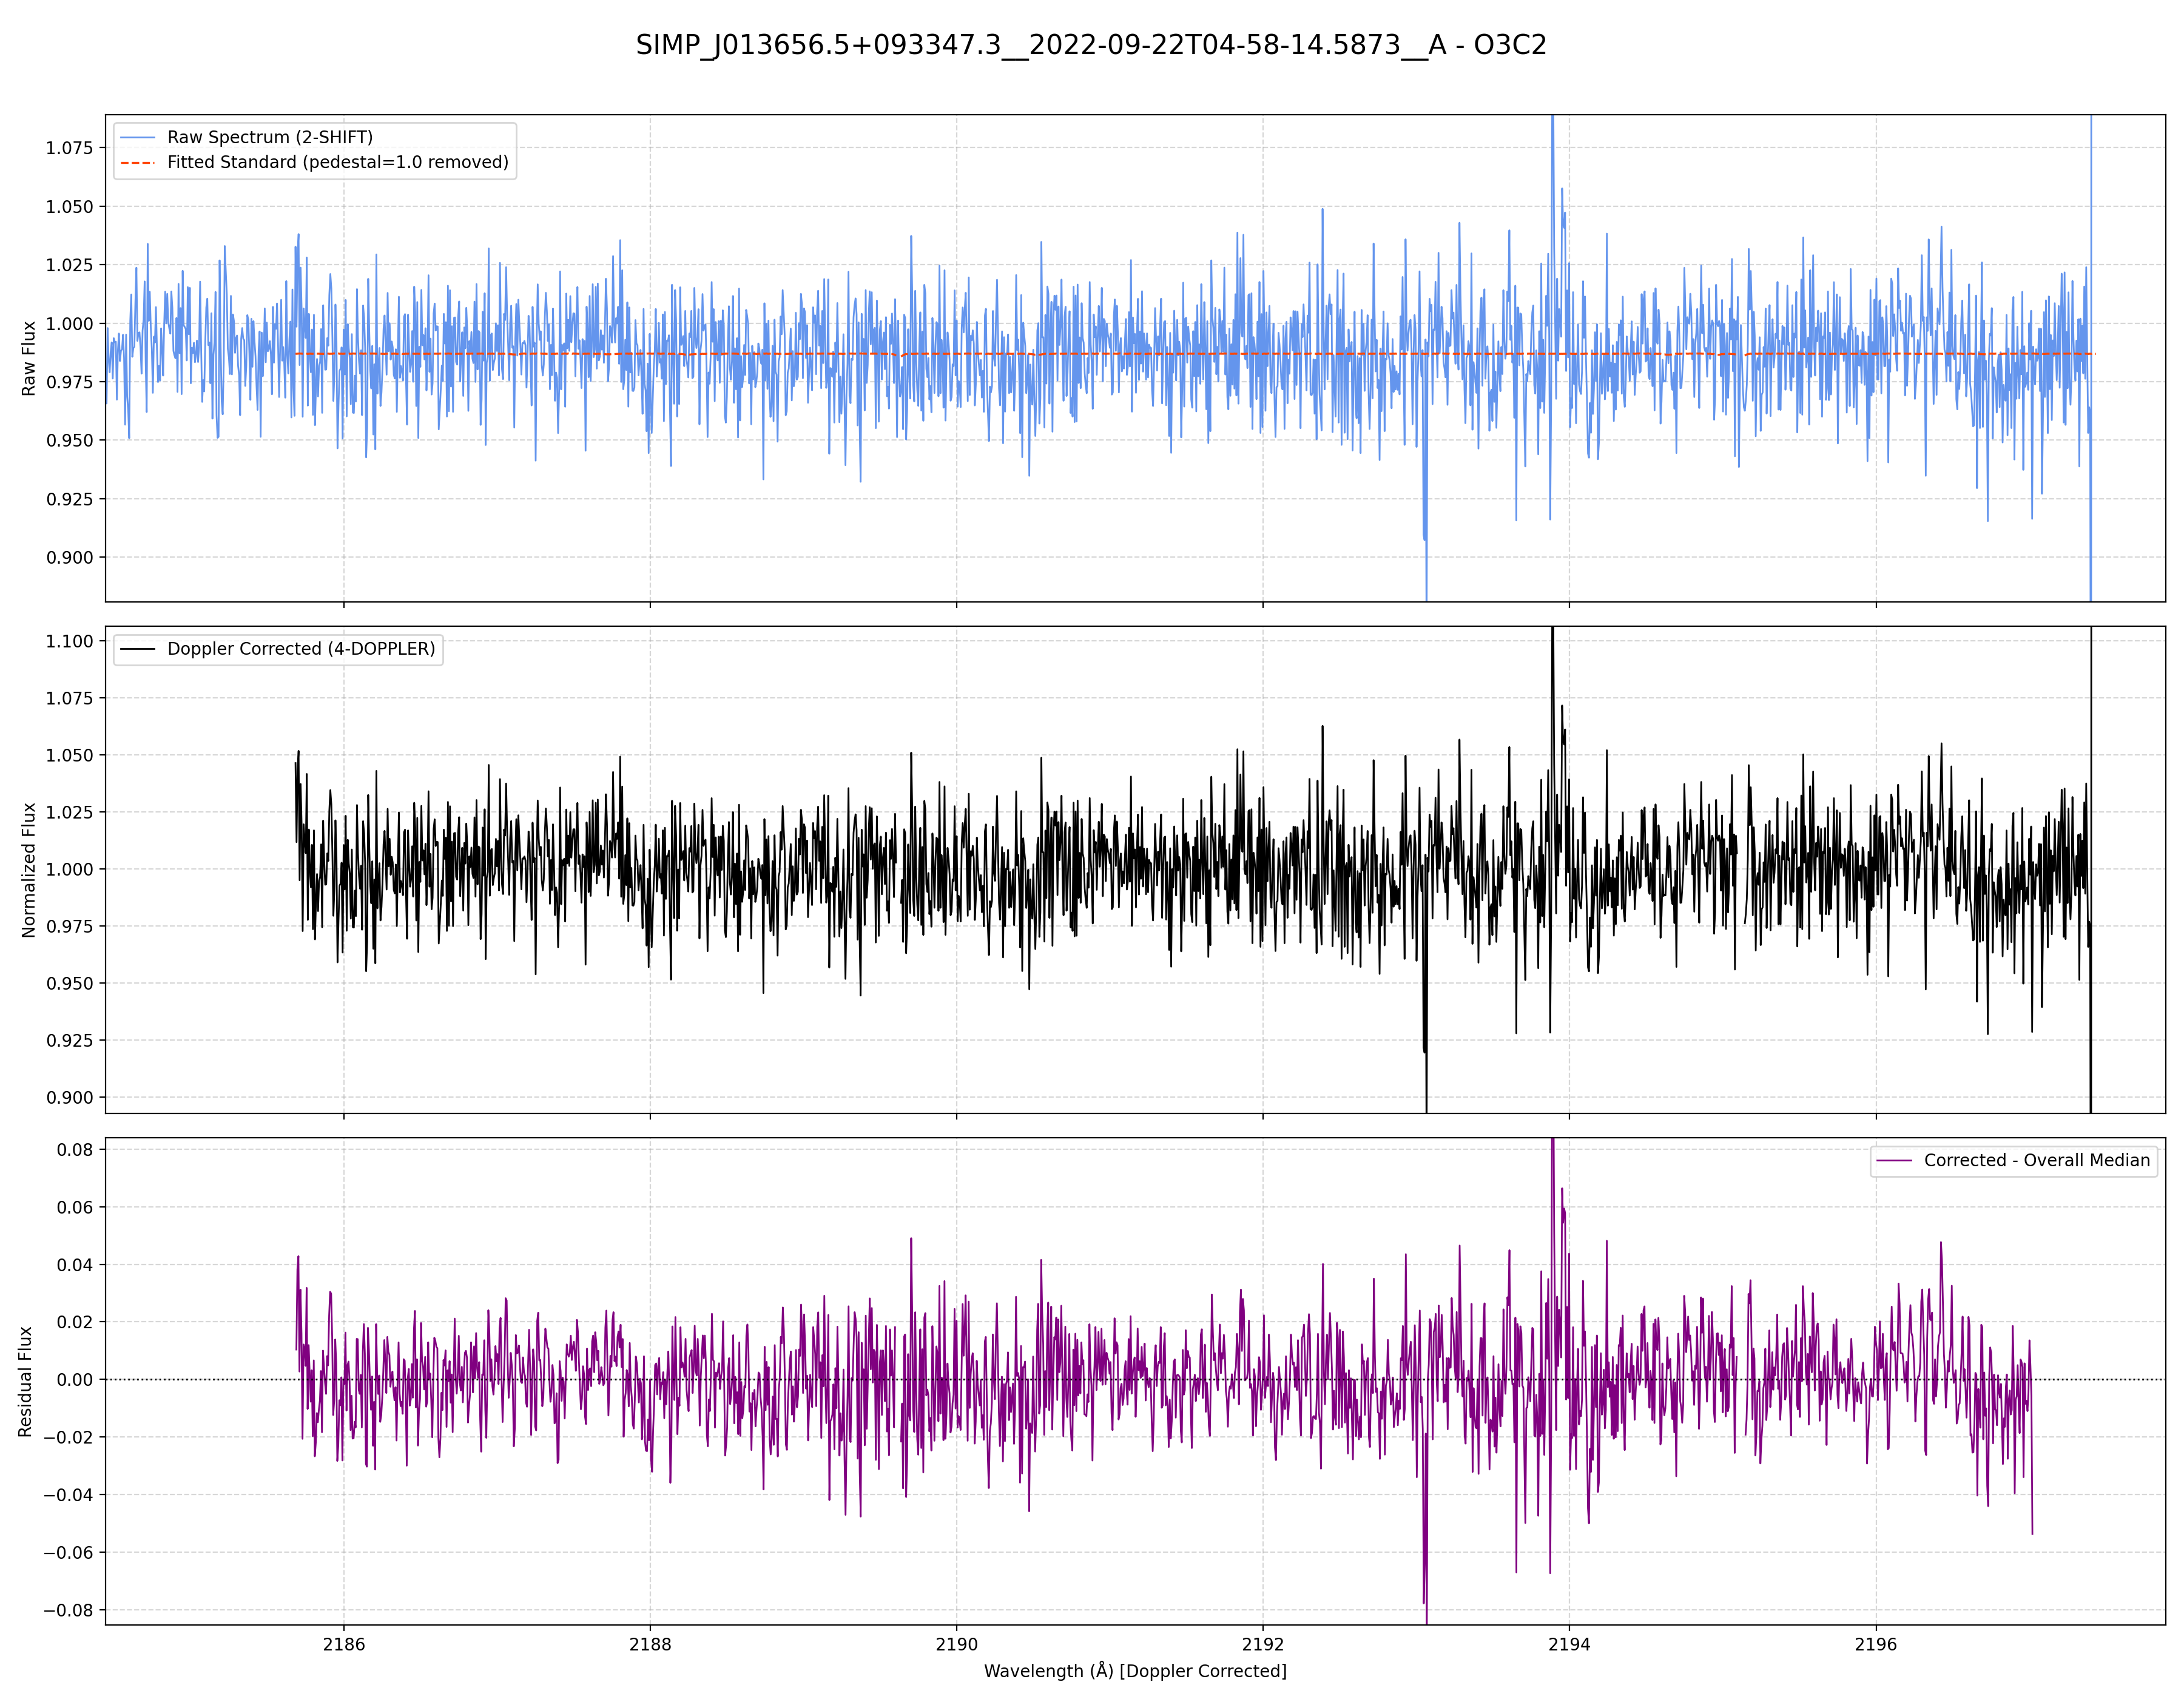 SIMP_J013656.5+093347.3__2022-09-22T04-58-14.5873__A - O3C2
Raw Spectrum (2-SHIFT)
Fitted Standard (pedestal=1.0 removed)
1.075
1.050
1.025
1.000
0.975
0.950
0.925
0.900
Raw Flux
Doppler Corrected (4-DOPPLER)
1.100
1.075
1.050
1.025
1.000
0.975
0.950
0.925
0.900
Normalized Flux
Corrected - Overall Median
0.08
0.06
0.04
0.02
0.00
−0.02
−0.04
−0.06
−0.08
Residual Flux
2186 2188 2190 2192 2194 2196
Wavelength (Å) [Doppler Corrected]